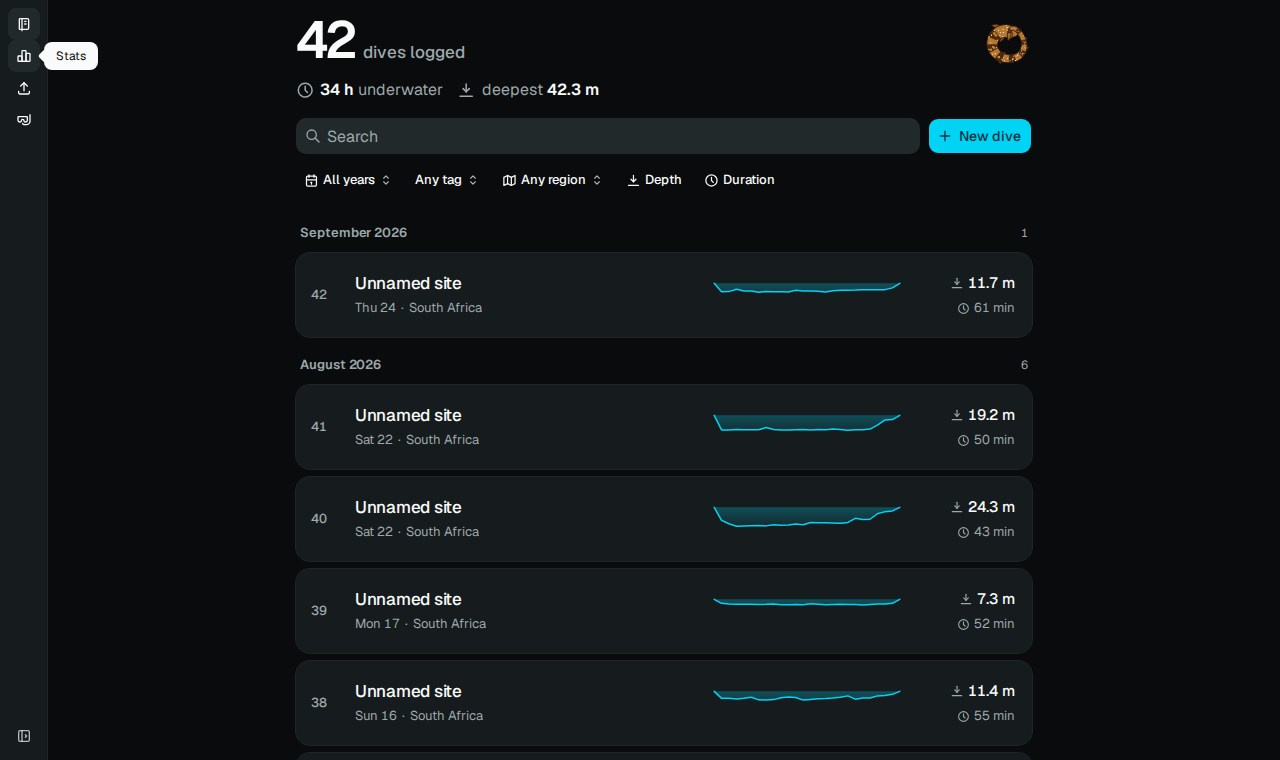 Stats
42 dives logged
34 h underwater deepest 42.3 m
Search
New dive
All years Any tag Any region Depth Duration
September 2026 1
42
Unnamed site
Thu 24 · South Africa
11.7 m
61 min
August 2026 6
41
Unnamed site
Sat 22 · South Africa
19.2 m
50 min
40
Unnamed site
Sat 22 · South Africa
24.3 m
43 min
39
Unnamed site
Mon 17 · South Africa
7.3 m
52 min
38
Unnamed site
Sun 16 · South Africa
11.4 m
55 min